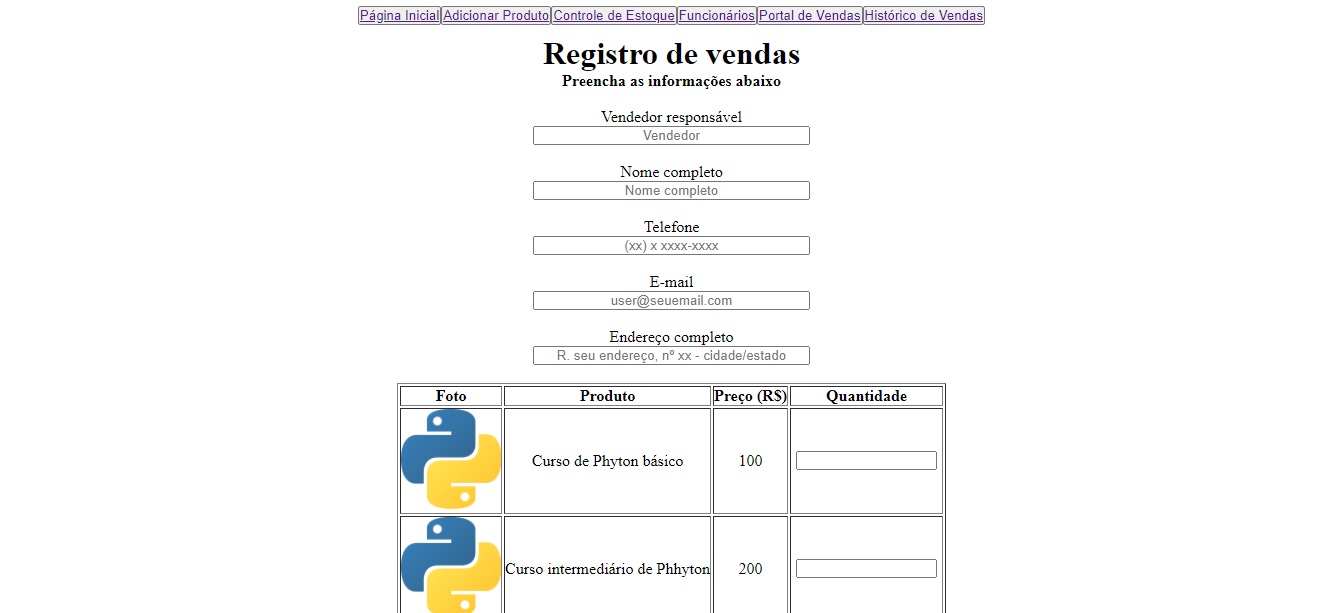 Página Inicial Adicionar Produto Controle de Estoque Funcionários Portal de Vendas Histórico de Vendas
Registro de vendas
Preencha as informações abaixo
Vendedor responsável
Vendedor
Nome completo
Nome completo
Telefone
(xx) x xxxx-xxxx
E-mail
user@seuemail.com
Endereço completo
R. seu endereço, nº xx - cidade/estado
Foto Produto Preço (R$) Quantidade
Curso de Phyton básico 100
Curso intermediário de Phhyton 200